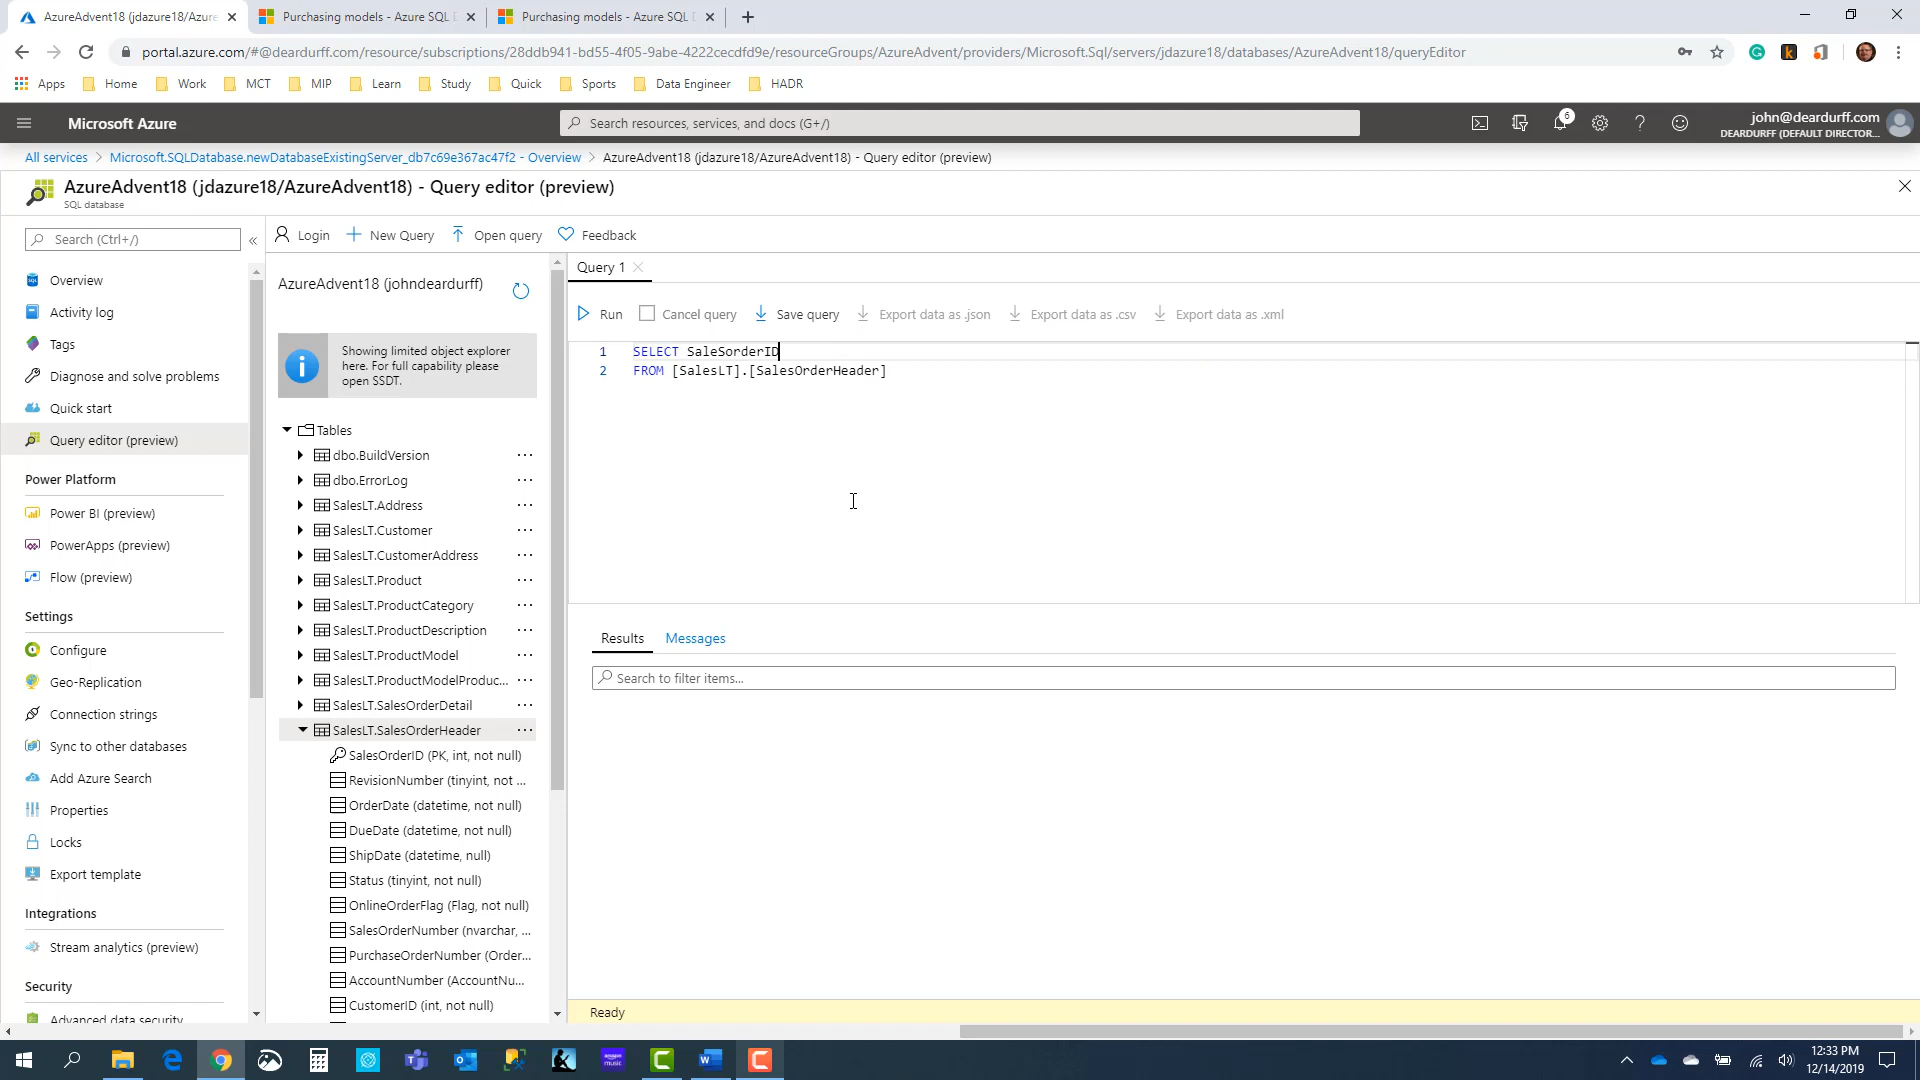 AzureAdvent18 (jdazure18/Azure
Purchasing models - Azure SQL D
Purchasing models - Azure SQL D
portal.azure.com/#@deardurff.com/resource/subscriptions/28ddb941-bd55-4f05-9abe-4222cecdfd9e/resourceGroups/AzureAdvent/providers/Microsoft.Sql/servers/jdazure18/databases/AzureAdvent18/queryEditor
Apps Home Work MCT MIP Learn Study Quick Sports Data Engineer HADR
Microsoft Azure
Search resources, services, and docs (G+/)
6
john@deardurff.com
DEARDURFF (DEFAULT DIRECTOR...
All services > Microsoft.SQLDatabase.newDatabaseExistingServer_db7c69e367ac47f2 - Overview > AzureAdvent18 (jdazure18/AzureAdvent18) - Query editor (preview)
AzureAdvent18 (jdazure18/AzureAdvent18) - Query editor (preview)
SQL database
Search (Ctrl+/)
Overview
Activity log
Tags
Diagnose and solve problems
Quick start
Query editor (preview)
Power Platform
Power BI (preview)
PowerApps (preview)
Flow (preview)
Settings
Configure
Geo-Replication
Connection strings
Sync to other databases
Add Azure Search
Properties
Locks
Export template
Integrations
Stream analytics (preview)
Security
Advanced data security
Login New Query Open query Feedback
AzureAdvent18 (johndeardurff)
Showing limited object explorer
here. For full capability please
open SSDT.
Tables
dbo.BuildVersion ...
dbo.ErrorLog ...
SalesLT.Address ...
SalesLT.Customer ...
SalesLT.CustomerAddress ...
SalesLT.Product ...
SalesLT.ProductCategory ...
SalesLT.ProductDescription ...
SalesLT.ProductModel ...
SalesLT.ProductModelProduc... ...
SalesLT.SalesOrderDetail ...
SalesLT.SalesOrderHeader ...
SalesOrderID (PK, int, not null)
RevisionNumber (tinyint, not ...
OrderDate (datetime, not null)
DueDate (datetime, not null)
ShipDate (datetime, null)
Status (tinyint, not null)
OnlineOrderFlag (Flag, not null)
SalesOrderNumber (nvarchar, ...
PurchaseOrderNumber (Order...
AccountNumber (AccountNu...
CustomerID (int, not null)
Query 1
Run Cancel query Save query Export data as .json Export data as .csv Export data as .xml
1 SELECT SaleSorderID
2 FROM [SalesLT].[SalesOrderHeader]
Results Messages
Search to filter items...
Ready
12:33 PM
12/14/2019